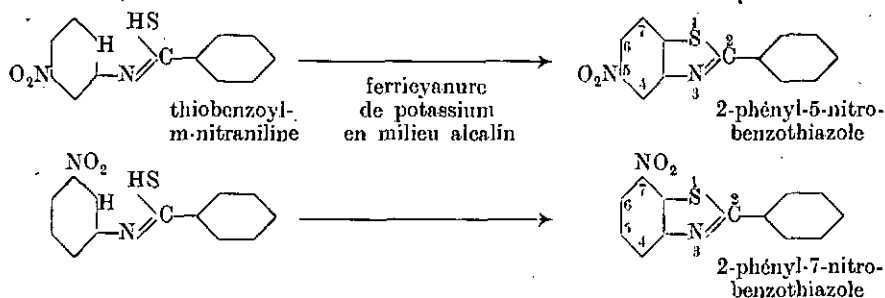 HS
H
O₂N
N
C
thiobenzoyl-
m-nitraniline
ferricyanure
de potassium
en milieu alcalin
1
7
S
2
6
C
5
O₂N
4
N
3
2-phényl-5-nitro-
benzothiazole
NO₂
HS
H
N
C
NO₂
1
7
S
2
6
C
5
4
N
3
2-phényl-7-nitro-
benzothiazole